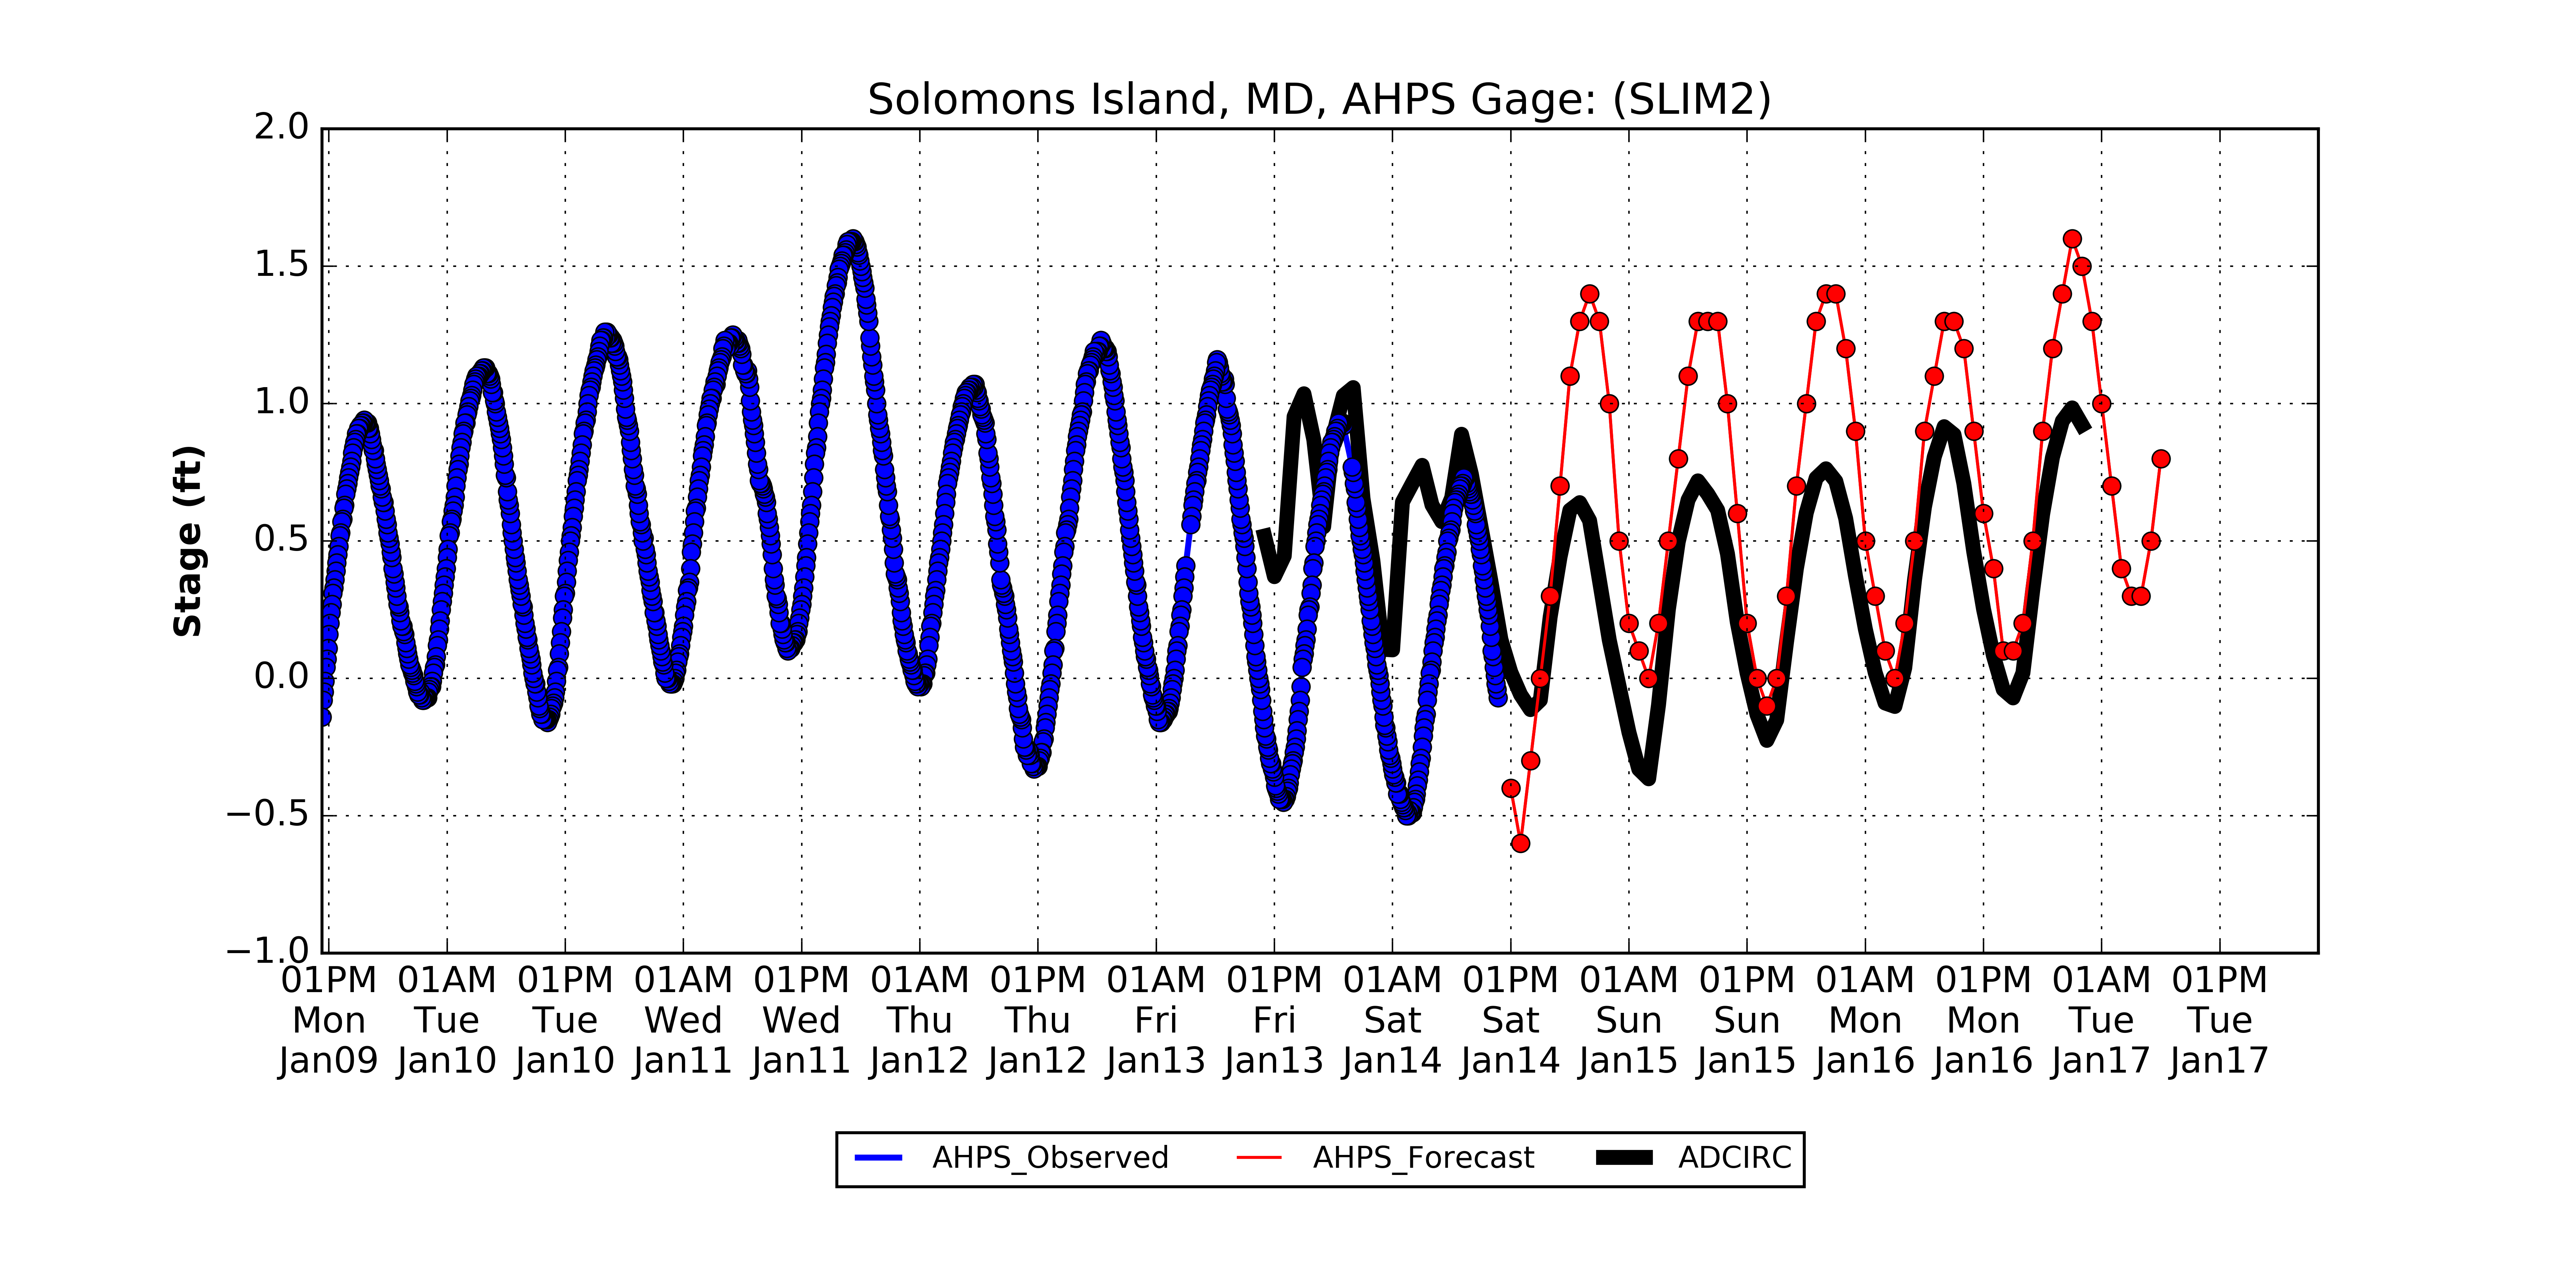 Solomons Island, MD, AHPS Gage: (SLIM2)
2.0
1.5
1.0
0.5
0.0
−0.5
−1.0
Stage (ft)
01PM 01AM 01PM 01AM 01PM 01AM 01PM 01AM 01PM 01AM 01PM 01AM 01PM 01AM 01PM 01AM 01PM
Mon Tue Tue Wed Wed Thu Thu Fri Fri Sat Sat Sun Sun Mon Mon Tue Tue
Jan09 Jan10 Jan10 Jan11 Jan11 Jan12 Jan12 Jan13 Jan13 Jan14 Jan14 Jan15 Jan15 Jan16 Jan16 Jan17 Jan17
AHPS_Observed AHPS_Forecast ADCIRC